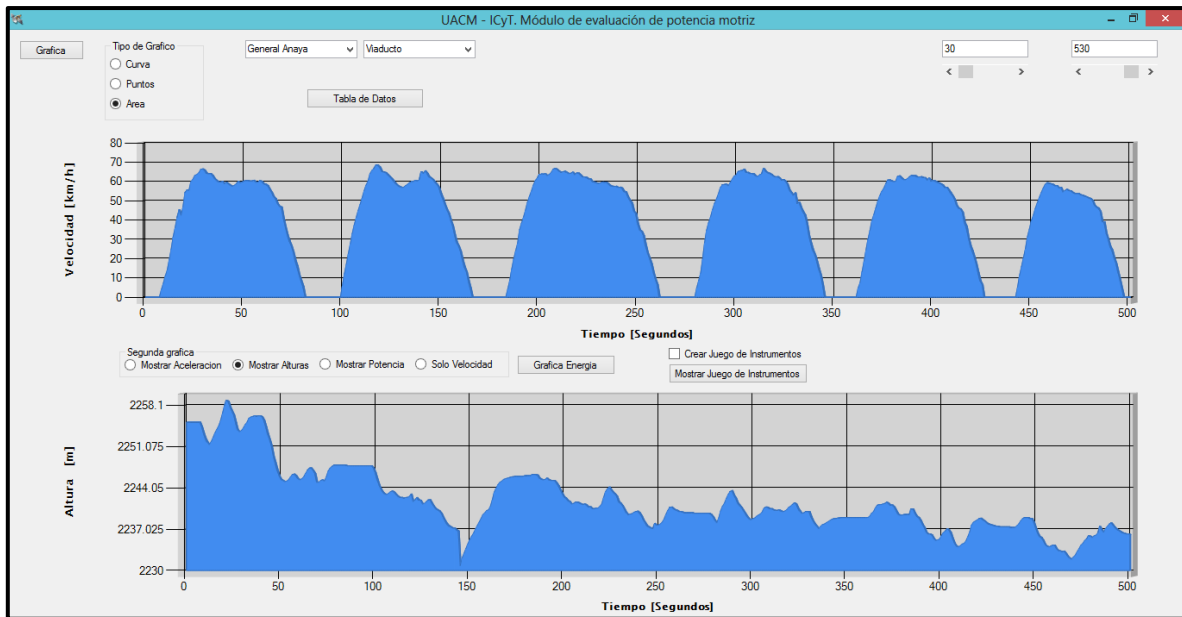 UACM - ICyT. Módulo de evaluación de potencia motriz
Grafica
Tipo de Grafico
Curva
Puntos
Area
General Anaya
Viaducto
Tabla de Datos
30
530
Velocidad [km/h]
80
70
60
50
40
30
20
10
0
0 50 100 150 200 250 300 350 400 450 500
Tiempo [Segundos]
Segunda grafica
Mostrar Aceleracion Mostrar Alturas Mostrar Potencia Solo Velocidad
Grafica Energia
Crear Juego de Instrumentos
Mostrar Juego de Instrumentos
Altura [m]
2258.1
2251.075
2244.05
2237.025
2230
0 50 100 150 200 250 300 350 400 450 500
Tiempo [Segundos]